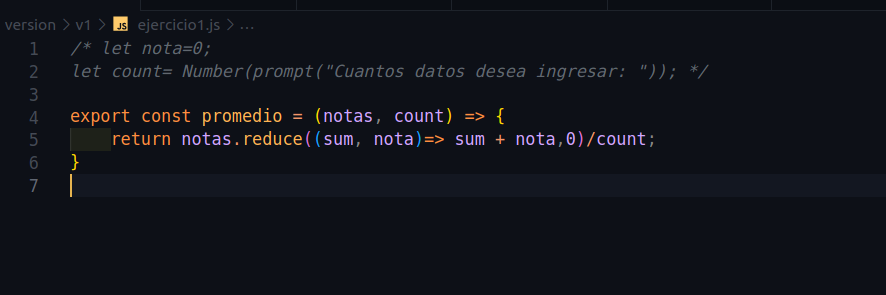 version > v1 > JS ejercicio1.js > ...
1 /* let nota=0;
2 let count= Number(prompt("Cuantos datos desea ingresar: ")); */
3
4 export const promedio = (notas, count) => {
5     return notas.reduce((sum, nota)=> sum + nota,0)/count;
6 }
7